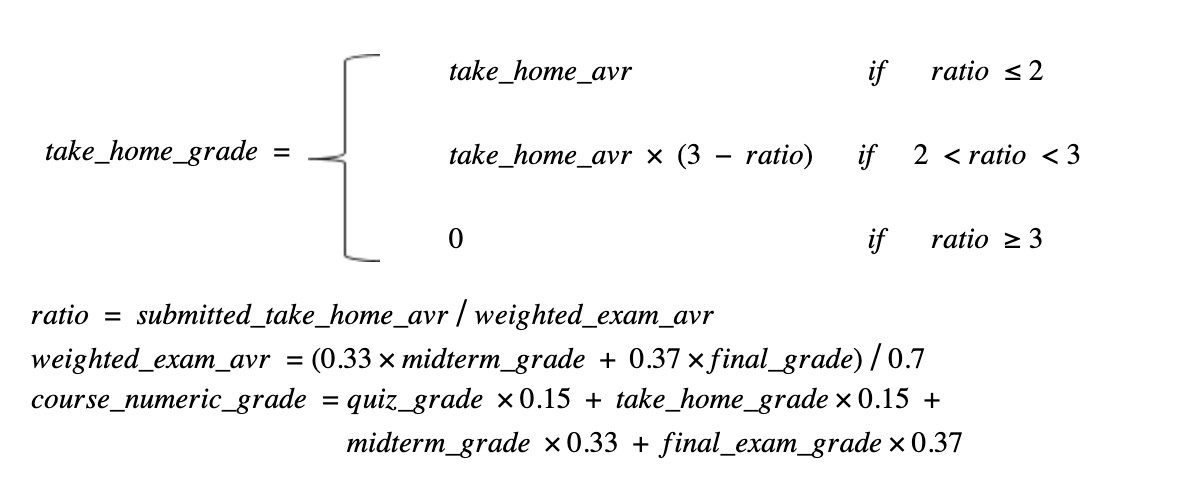 take_home_avr if ratio ≤ 2
take_home_grade = take_home_avr × (3 − ratio) if 2 < ratio < 3
0 if ratio ≥ 3
ratio = submitted_take_home_avr / weighted_exam_avr
weighted_exam_avr = (0.33 × midterm_grade + 0.37 × final_grade) / 0.7
course_numeric_grade = quiz_grade × 0.15 + take_home_grade × 0.15 +
midterm_grade × 0.33 + final_exam_grade × 0.37